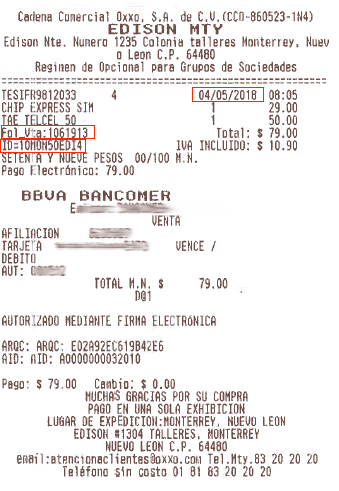 Cadena Comercial Oxxo, S.A. de C.V.(CCO-860523-1N4)
EDISON MTY
Edison Nte. Numero 1235 Colonia talleres Monterrey, Nuev
o Leon C.P. 64480
Regimen de Opcional para Grupos de Sociedades
TESIFR9812033 4 04/05/2018 08:05
CHIP EXPRESS SIM 1 29.00
TAE TELCEL 50 1 50.00
Fol_Vta:1061913 Total: $ 79.00
ID=10MON50EDI4 IVA INCLUIDO: $ 10.90
SETENTA Y NUEVE PESOS 00/100 M.N.
Pago Electrónico: 79.00
BBVA BANCOMER
E
VENTA
AFILIACION
TARJETA VENCE /
DEBITO
AUT:
TOTAL M.N. $ 79.00
D@1
AUTORIZADO MEDIANTE FIRMA ELECTRÓNICA
ARQC: ARQC: E02A92EC619B42E6
AID: AID: A0000000032010
Pago: $ 79.00 Cambio: $ 0.00
MUCHAS GRACIAS POR SU COMPRA
PAGO EN UNA SOLA EXHIBICION
LUGAR DE EXPEDICION:MONTERREY, NUEVO LEON
EDISON #1304 TALLERES, MONTERREY
NUEVO LEON C.P. 64480
email:atencionaclientes@oxxo.com Tel.Mty.83 20 20 20
Teléfono sin costo 01 81 83 20 20 20